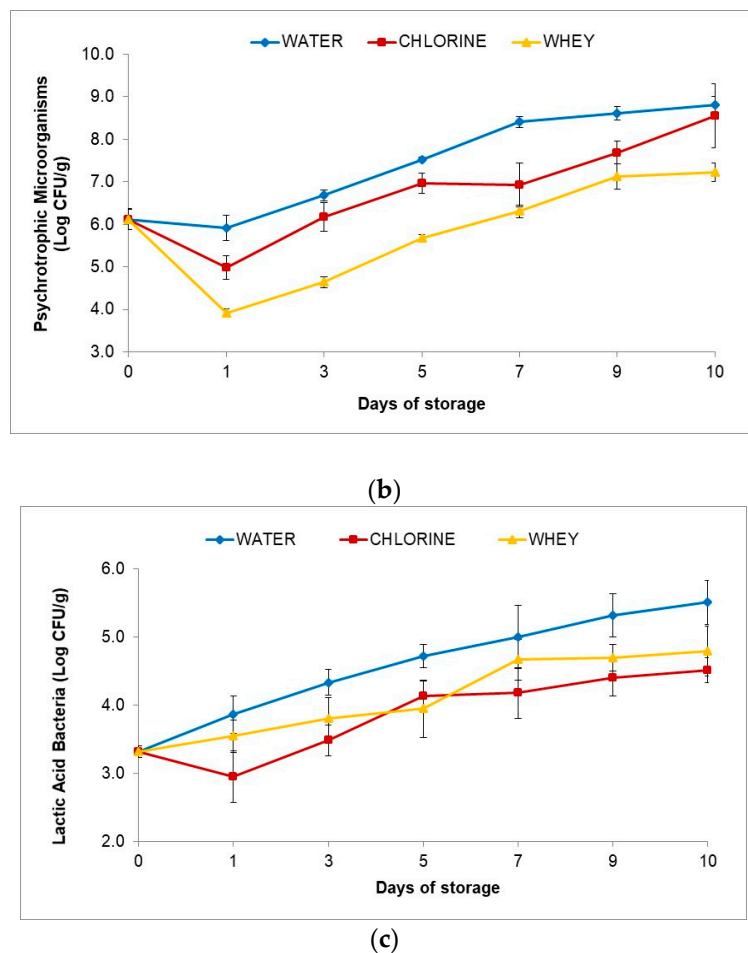 WATER CHLORINE WHEY
10.0
9.0
8.0
7.0
6.0
5.0
4.0
3.0
Psychrotrophic Microorganisms
(Log CFU/g)
0 1 3 5 7 9 10
Days of storage
(b)
WATER CHLORINE WHEY
6.0
5.0
4.0
3.0
2.0
Lactic Acid Bacteria (Log CFU/g)
0 1 3 5 7 9 10
Days of storage
(c)